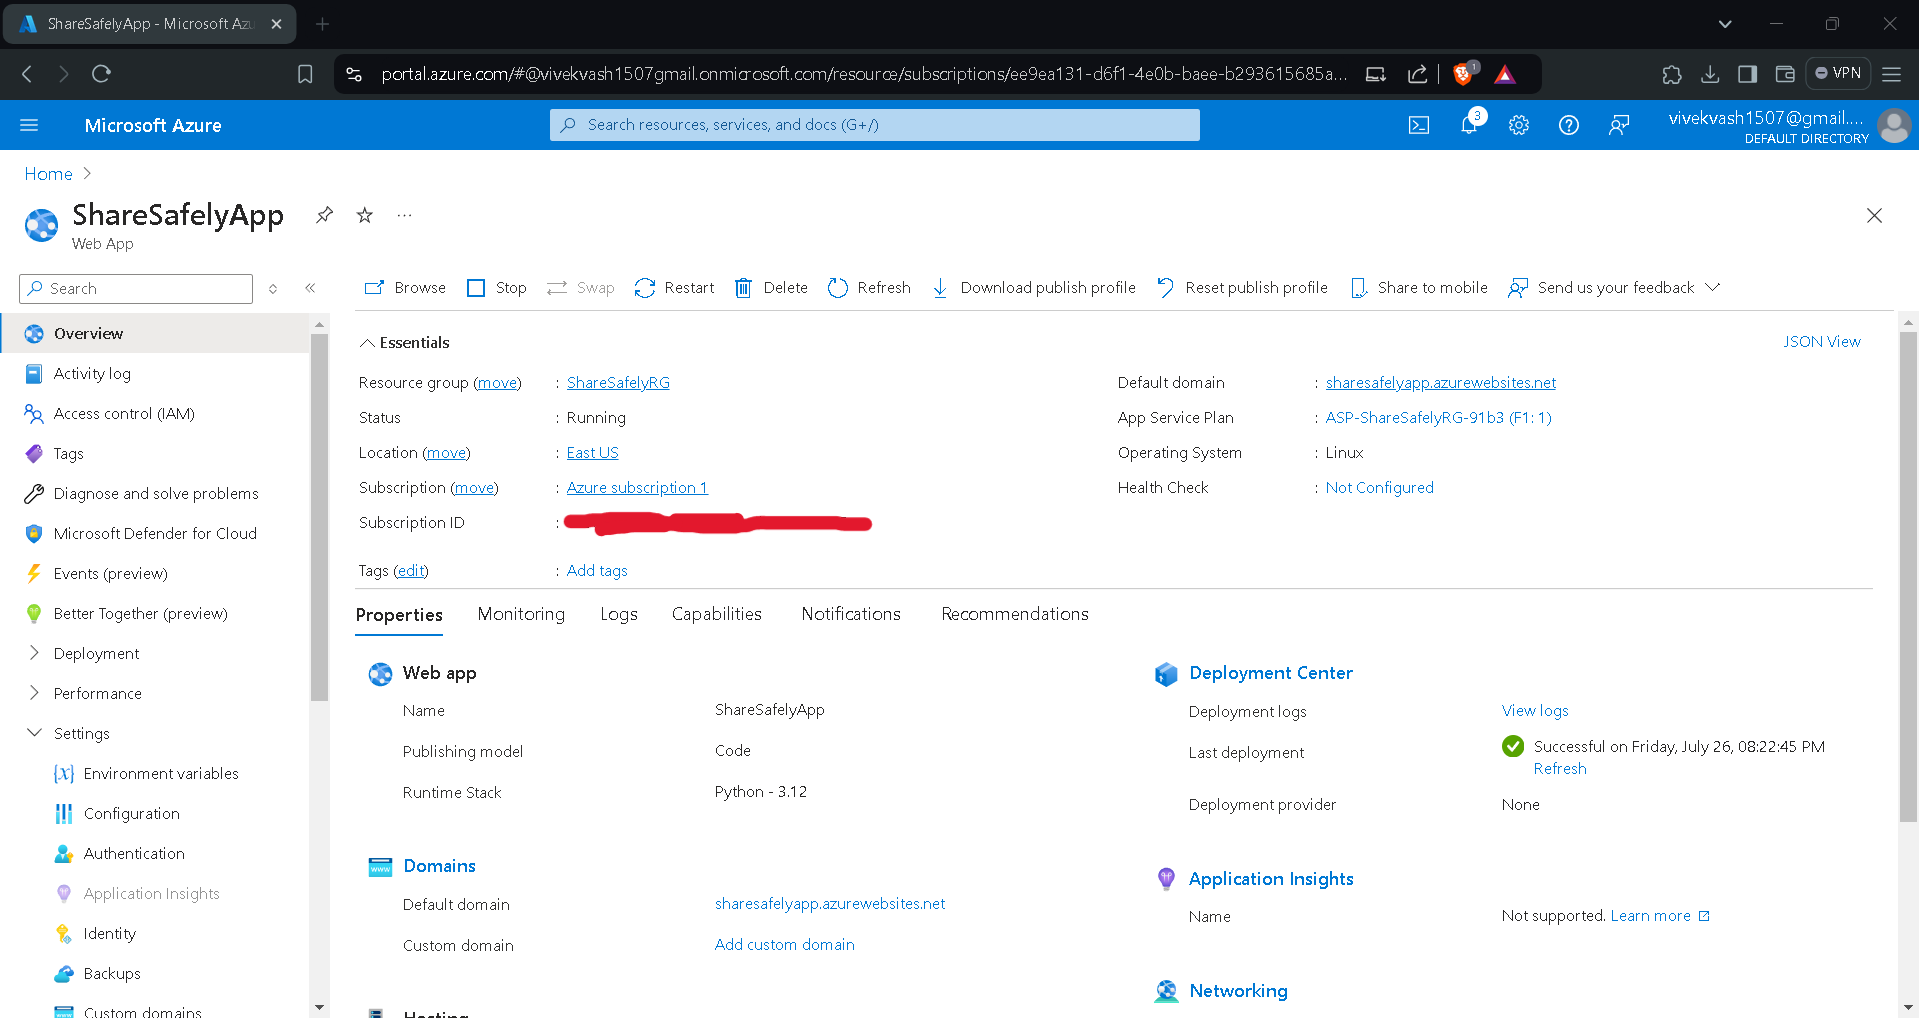 ShareSafelyApp - Microsoft Azu
portal.azure.com/#@vivekvash1507gmail.onmicrosoft.com/resource/subscriptions/ee9ea131-d6f1-4e0b-baee-b293615685a...
1
VPN
Microsoft Azure
Search resources, services, and docs (G+/)
3
vivekvash1507@gmail....
DEFAULT DIRECTORY
Home
ShareSafelyApp
Web App
Search
Browse Stop Swap Restart Delete Refresh Download publish profile Reset publish profile Share to mobile Send us your feedback
Overview
Activity log
Access control (IAM)
Tags
Diagnose and solve problems
Microsoft Defender for Cloud
Events (preview)
Better Together (preview)
Deployment
Performance
Settings
Environment variables
Configuration
Authentication
Application Insights
Identity
Backups
Custom domains
Essentials
JSON View
Resource group (move) : ShareSafelyRG
Status : Running
Location (move) : East US
Subscription (move) : Azure subscription 1
Subscription ID :
Tags (edit) : Add tags
Default domain : sharesafelyapp.azurewebsites.net
App Service Plan : ASP-ShareSafelyRG-91b3 (F1: 1)
Operating System : Linux
Health Check : Not Configured
Properties Monitoring Logs Capabilities Notifications Recommendations
Web app
Name ShareSafelyApp
Publishing model Code
Runtime Stack Python - 3.12
Domains
Default domain sharesafelyapp.azurewebsites.net
Custom domain Add custom domain
Hosting
Deployment Center
Deployment logs View logs
Last deployment Successful on Friday, July 26, 08:22:45 PM
Refresh
Deployment provider None
Application Insights
Name Not supported. Learn more
Networking